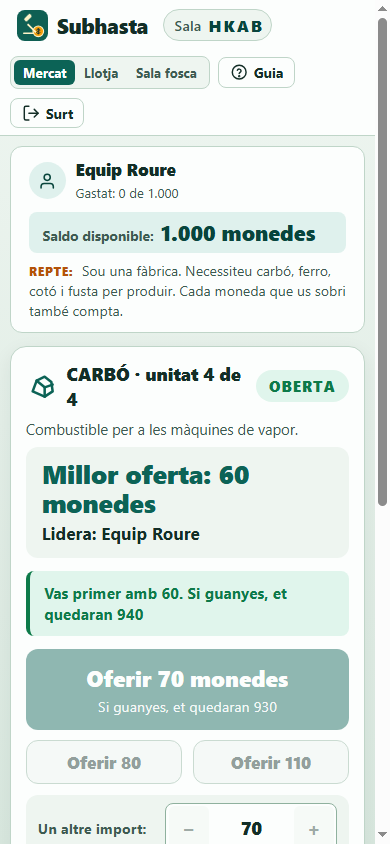 Subhasta
Sala HKAB
Mercat
Llotja
Sala fosca
Guia
Surt
Equip Roure
Gastat: 0 de 1.000
Saldo disponible: 1.000 monedes
REPTE: Sou una fàbrica. Necessiteu carbó, ferro,
cotó i fusta per produir. Cada moneda que us sobri
també compta.
CARBÓ · unitat 4 de
4
OBERTA
Combustible per a les màquines de vapor.
Millor oferta: 60
monedes
Lidera: Equip Roure
Vas primer amb 60. Si guanyes, et
quedaran 940
Oferir 70 monedes
Si guanyes, et quedaran 930
Oferir 80
Oferir 110
Un altre import:
− 70 +